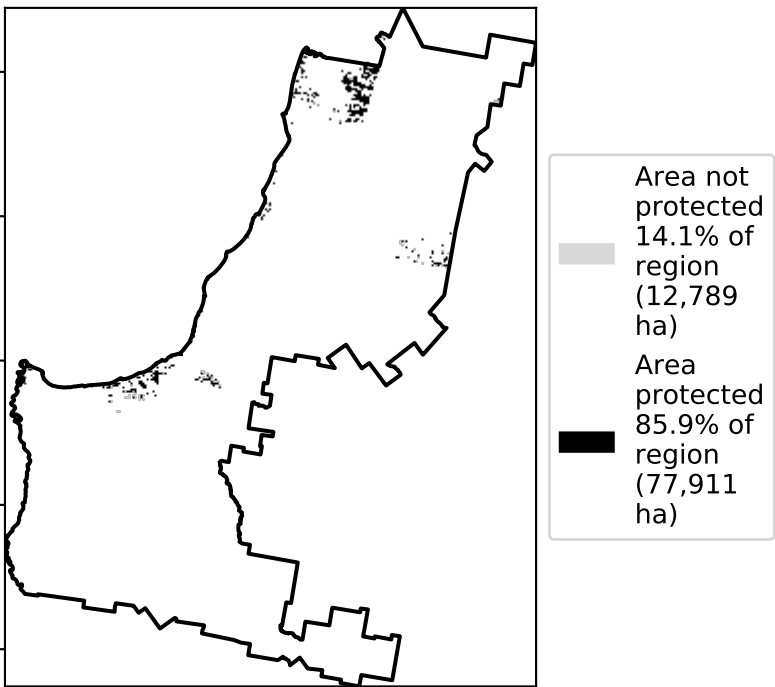 Area not
protected
14.1% of
region
(12,789
ha)
Area
protected
85.9% of
region
(77,911
ha)